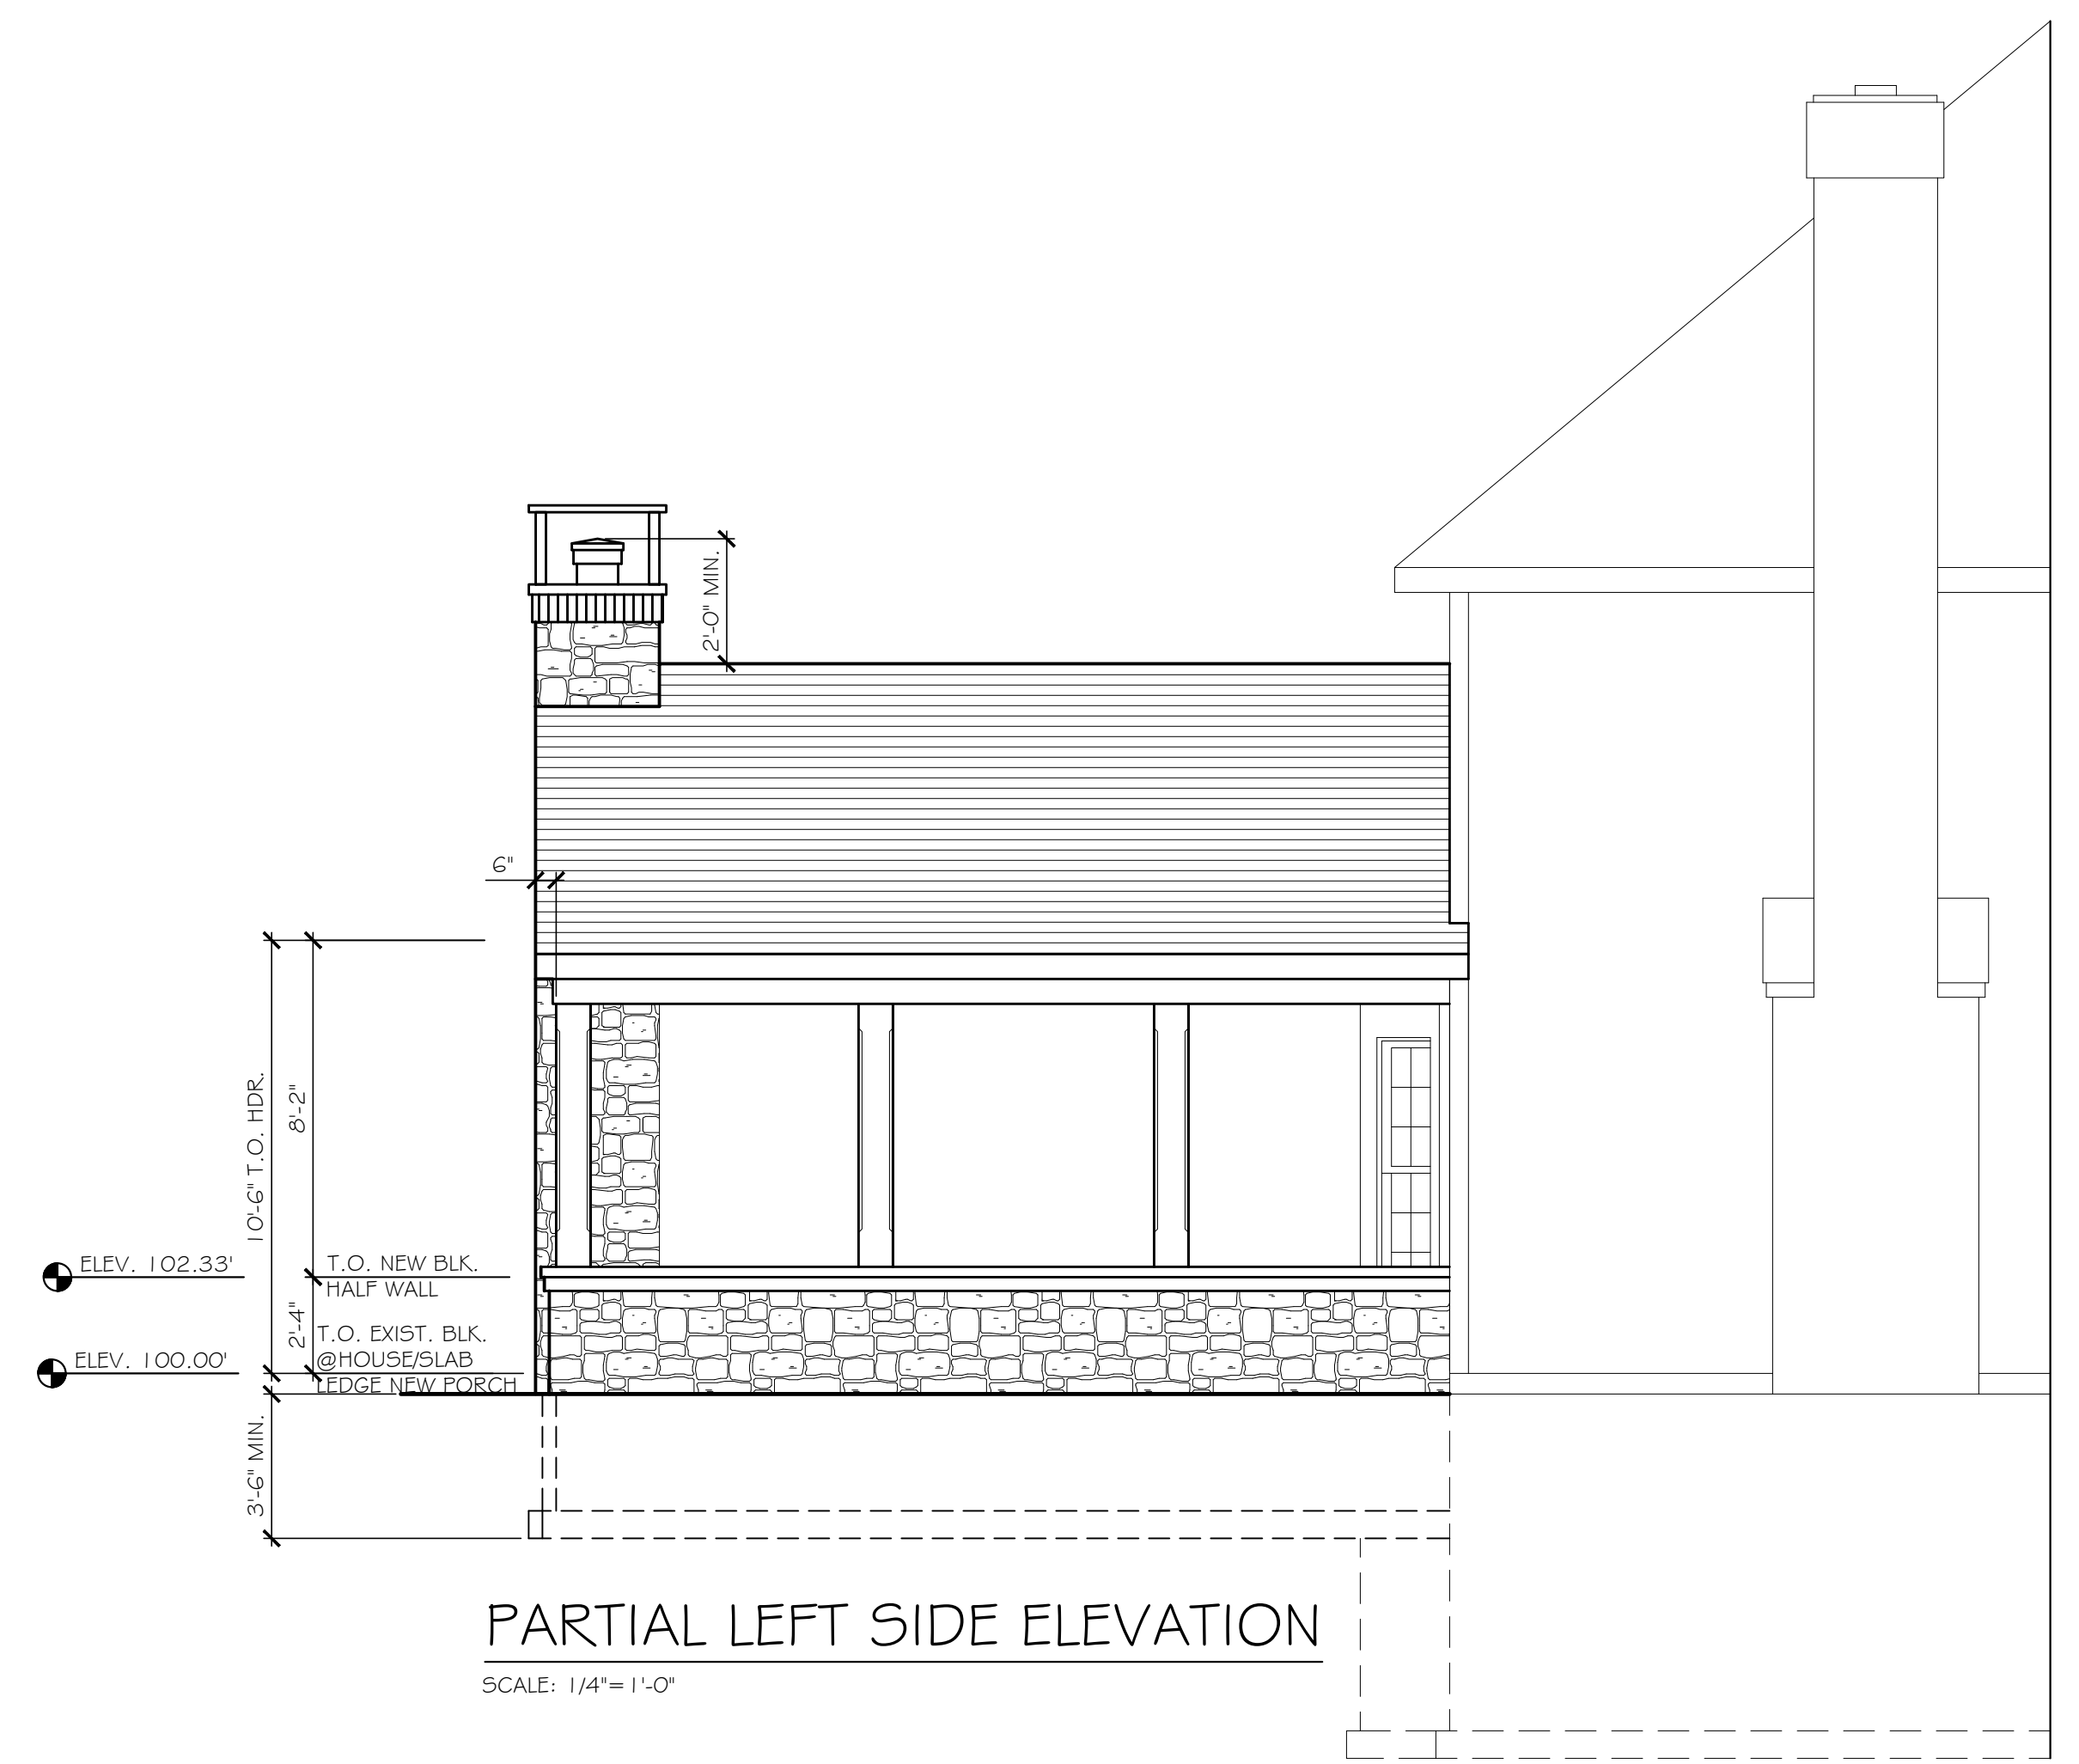 2'-0" MIN.
6"
10'-6" T.O. HDR.
8'-2"
ELEV. 102.33'
T.O. NEW BLK.
HALF WALL
2'-4"
T.O. EXIST. BLK.
@HOUSE/SLAB
LEDGE NEW PORCH
ELEV. 100.00'
3'-6" MIN.
PARTIAL LEFT SIDE ELEVATION
SCALE: 1/4"=1'-0"